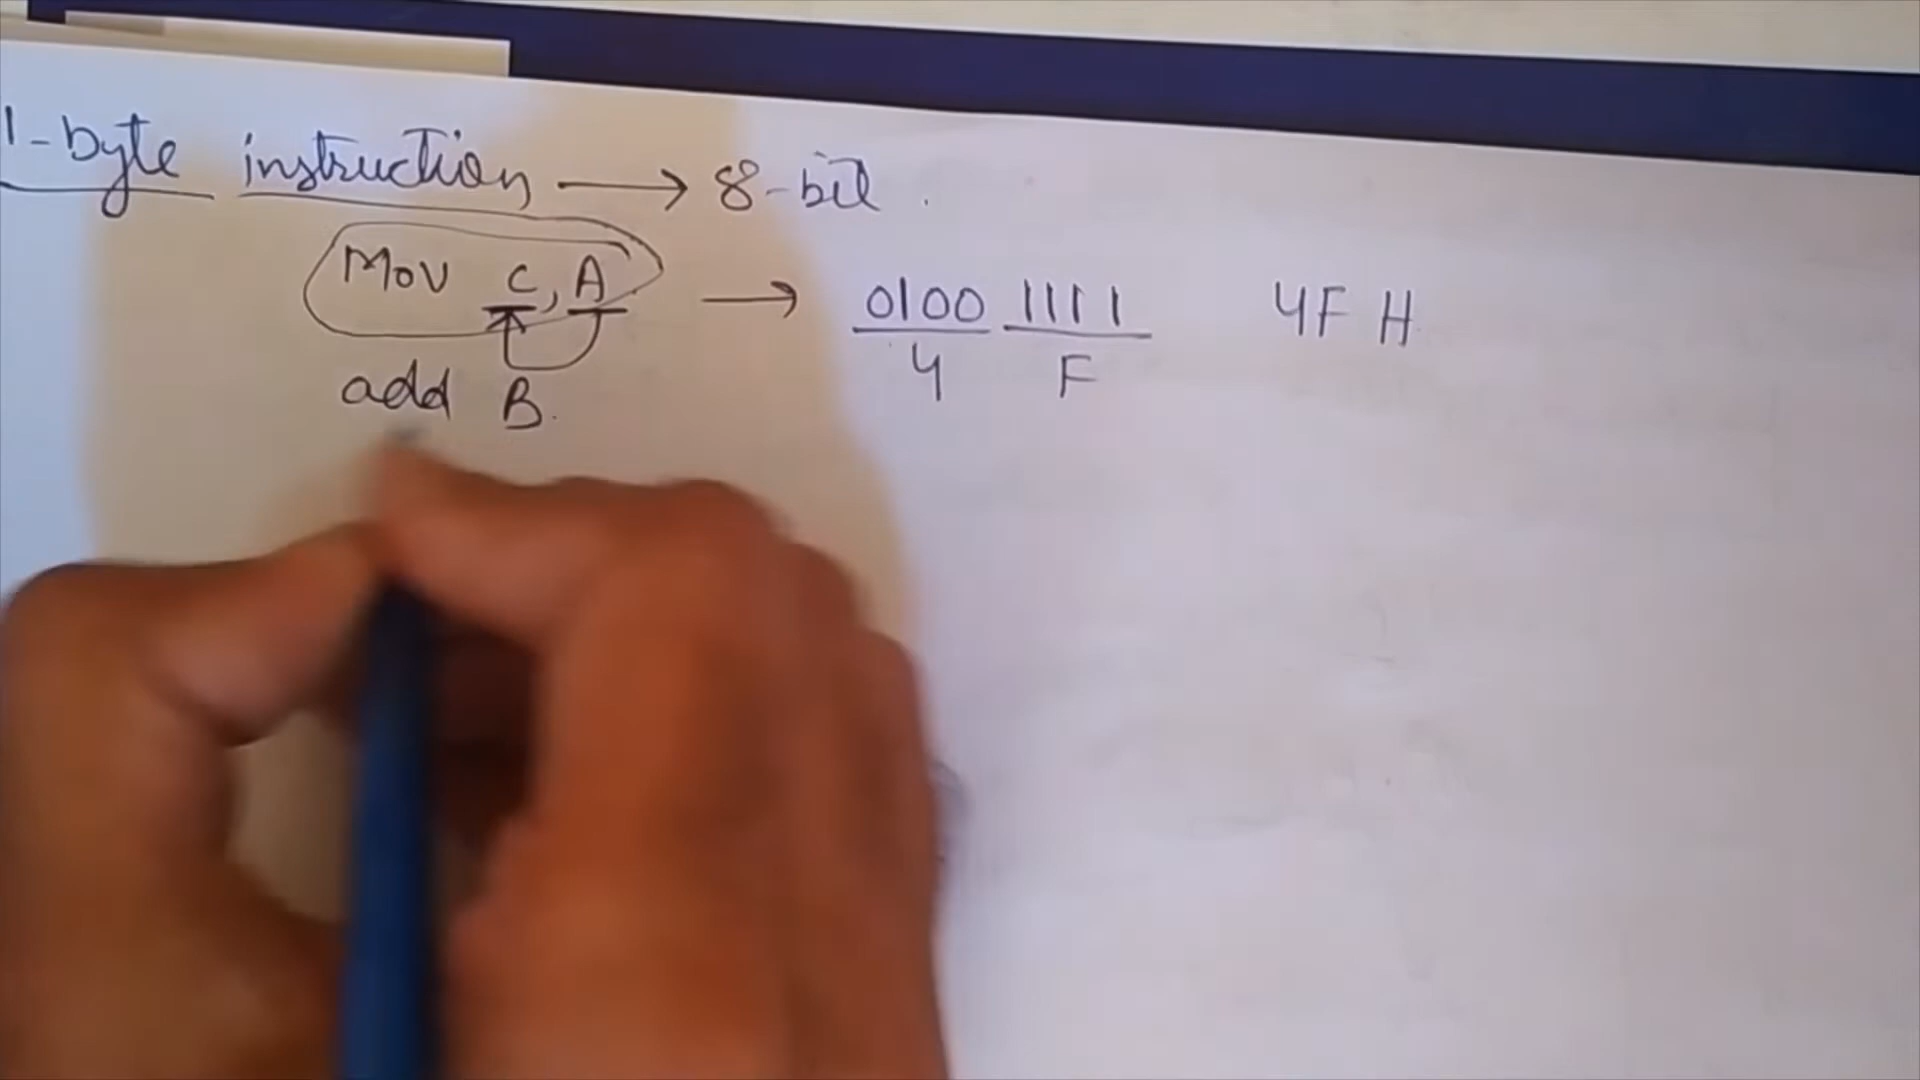 1-byte instruction → 8-bit.
Mov C, A → 0100 1111 4F H
4 F
add B.